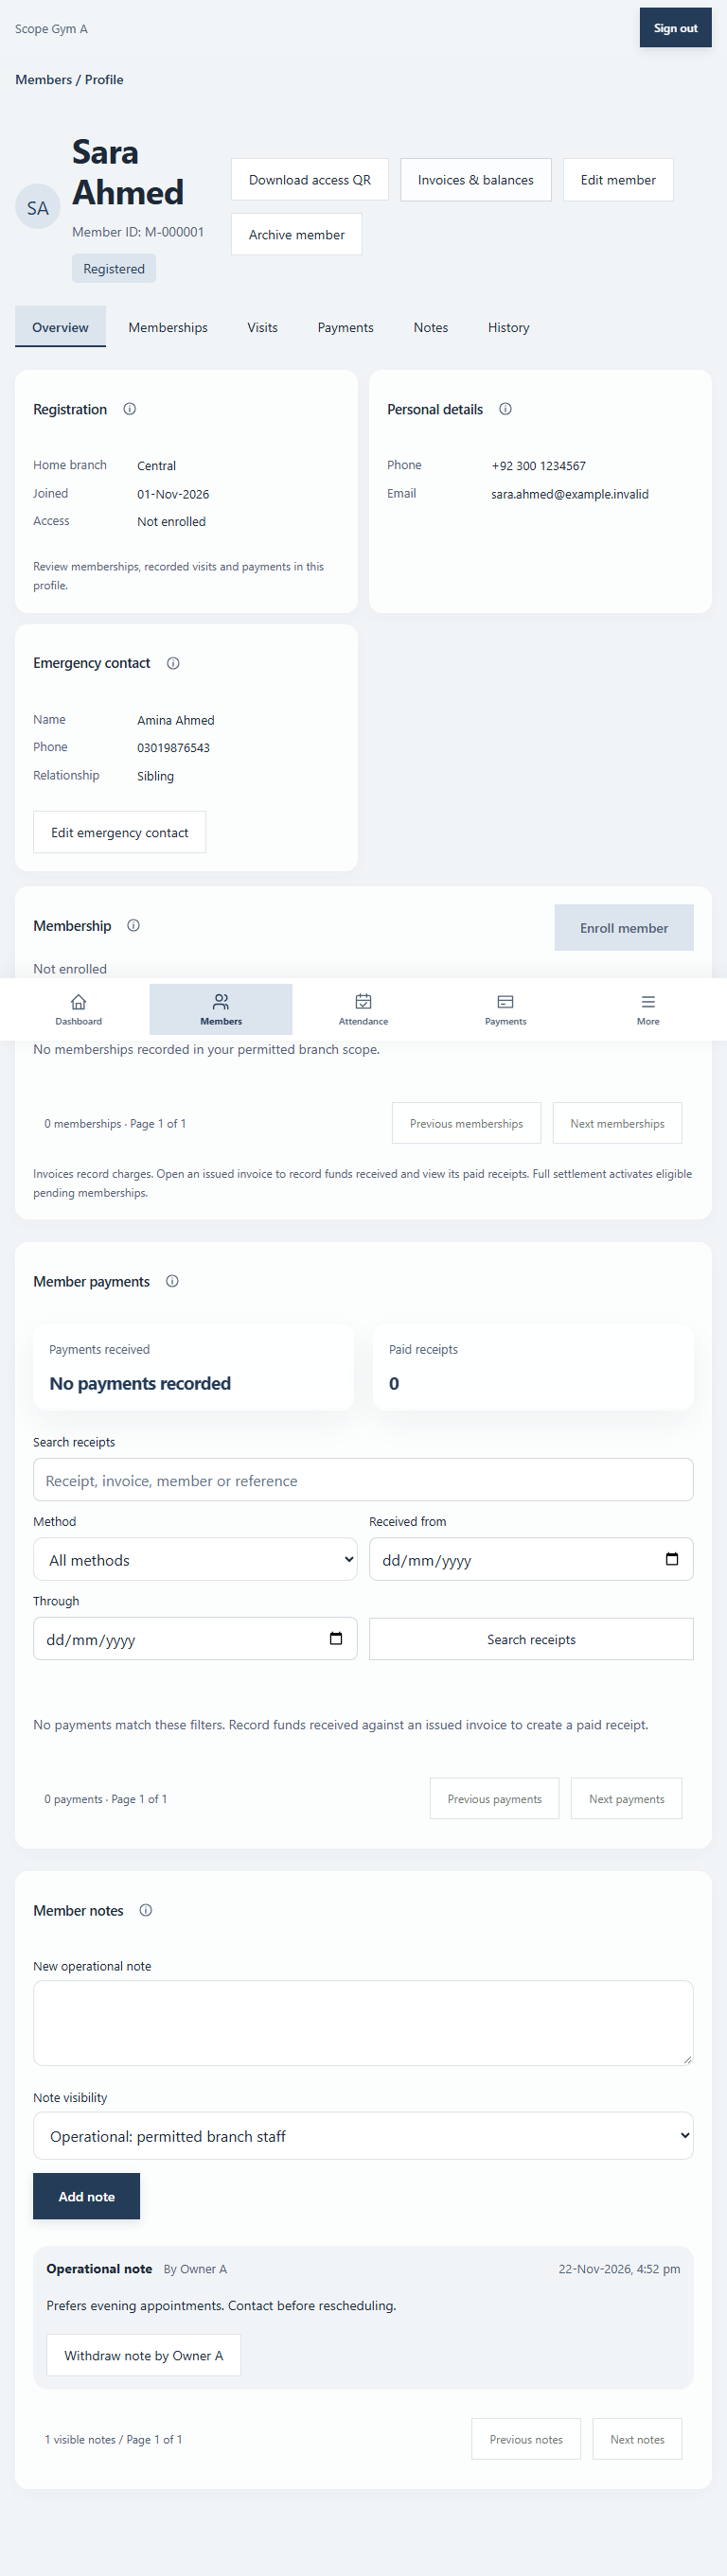 Scope Gym A
Sign out
Members / Profile
SA
Sara
Ahmed
Member ID: M-000001
Registered
Download access QR
Invoices & balances
Edit member
Archive member
Overview
Memberships
Visits
Payments
Notes
History
Registration
Home branch Central
Joined 01-Nov-2026
Access Not enrolled
Review memberships, recorded visits and payments in this
profile.
Personal details
Phone +92 300 1234567
Email sara.ahmed@example.invalid
Emergency contact
Name Amina Ahmed
Phone 03019876543
Relationship Sibling
Edit emergency contact
Membership
Enroll member
Not enrolled
Dashboard
Members
Attendance
Payments
More
No memberships recorded in your permitted branch scope.
0 memberships · Page 1 of 1
Previous memberships
Next memberships
Invoices record charges. Open an issued invoice to record funds received and view its paid receipts. Full settlement activates eligible
pending memberships.
Member payments
Payments received
No payments recorded
Paid receipts
0
Search receipts
Receipt, invoice, member or reference
Method
All methods
Received from
dd/mm/yyyy
Through
dd/mm/yyyy
Search receipts
No payments match these filters. Record funds received against an issued invoice to create a paid receipt.
0 payments · Page 1 of 1
Previous payments
Next payments
Member notes
New operational note
Note visibility
Operational: permitted branch staff
Add note
Operational note By Owner A 22-Nov-2026, 4:52 pm
Prefers evening appointments. Contact before rescheduling.
Withdraw note by Owner A
1 visible notes / Page 1 of 1
Previous notes
Next notes